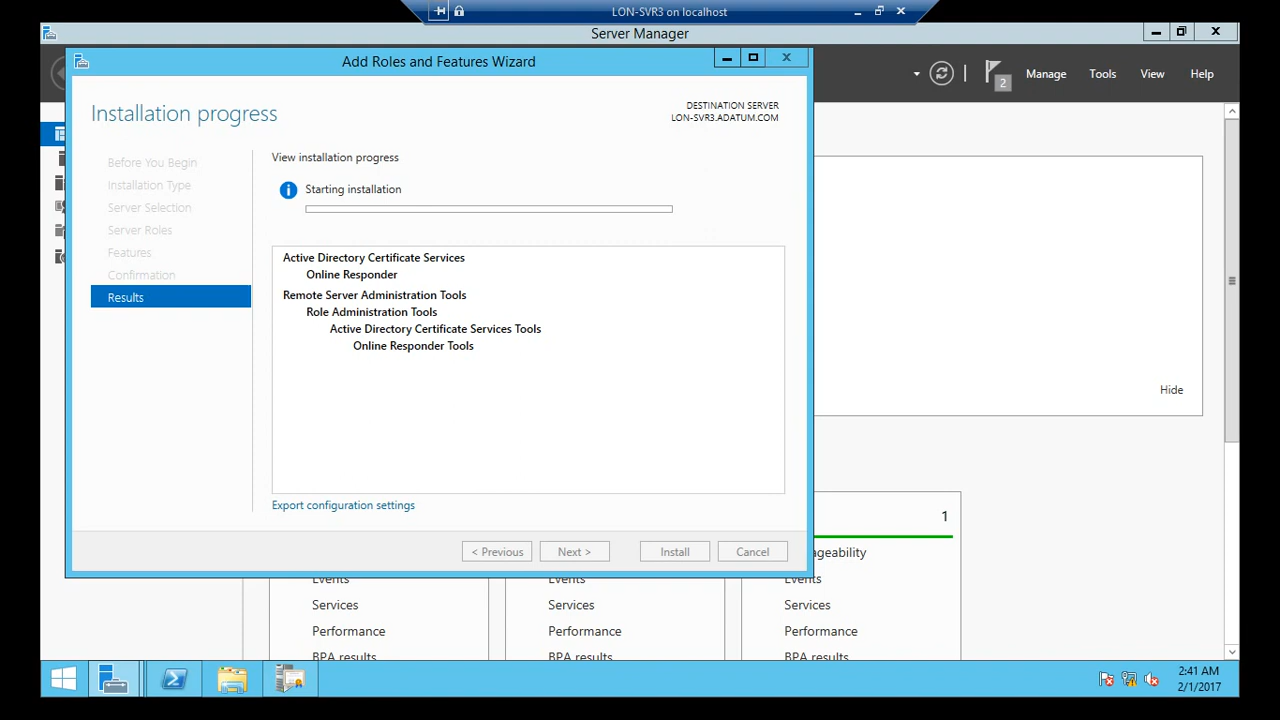 LON-SVR3 on localhost
Server Manager
Add Roles and Features Wizard
2
Manage
Tools
View
Help
Installation progress
DESTINATION SERVER
LON-SVR3.ADATUM.COM
Before You Begin
Installation Type
Server Selection
Server Roles
Features
Confirmation
Results
View installation progress
Starting installation
Active Directory Certificate Services
Online Responder
Remote Server Administration Tools
Role Administration Tools
Active Directory Certificate Services Tools
Online Responder Tools
Export configuration settings
< Previous
Next >
Install
Cancel
Hide
1
ageability
Events
Services
Performance
BPA results
Events
Services
Performance
BPA results
Events
Services
Performance
BPA results
2:41 AM
2/1/2017